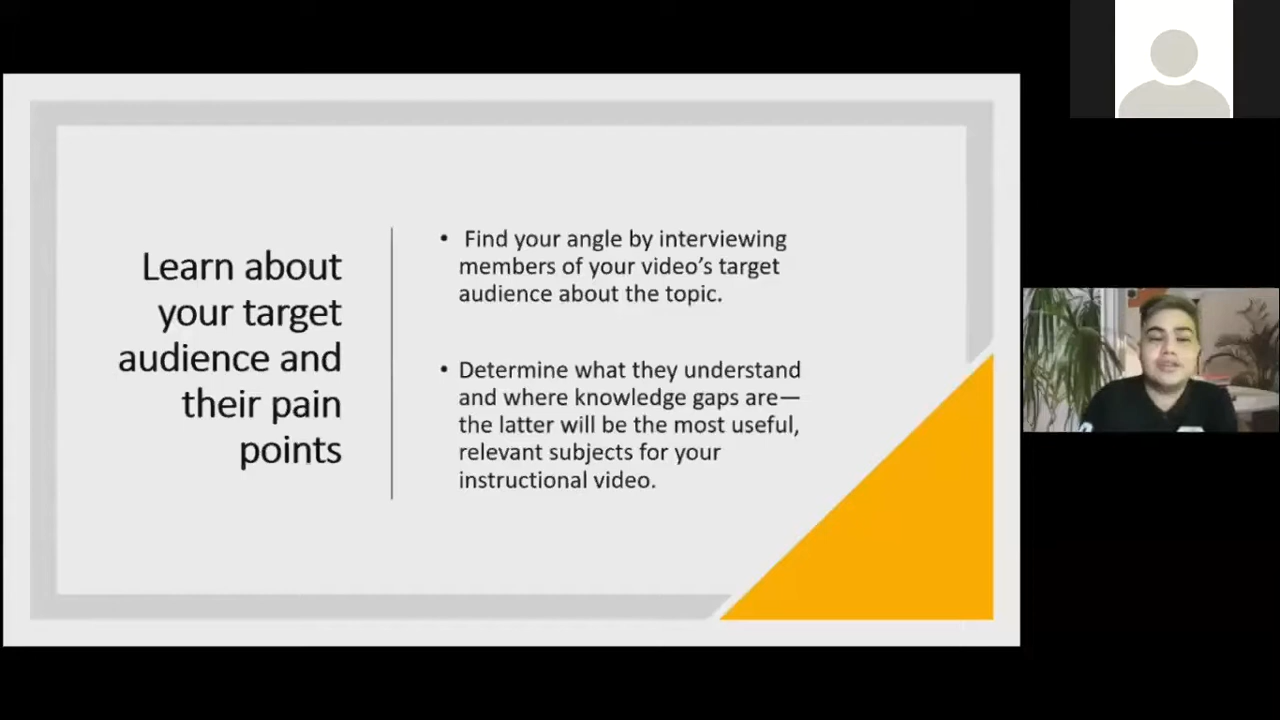 Learn about
your target
audience and
their pain
points
• Find your angle by interviewing
members of your video’s target
audience about the topic.
• Determine what they understand
and where knowledge gaps are—
the latter will be the most useful,
relevant subjects for your
instructional video.